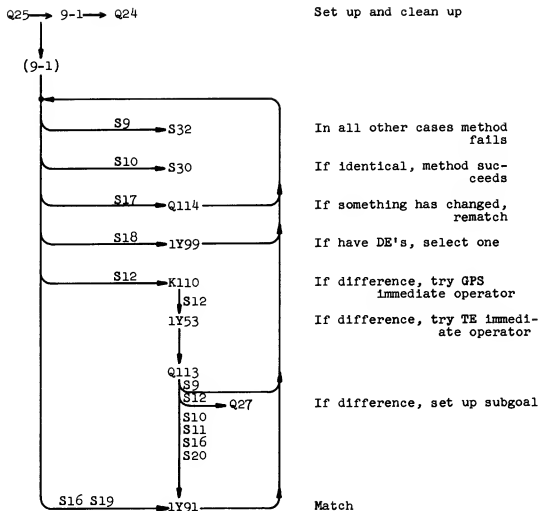 Q25 9-1 Q24 Set up and clean up
(9-1)
S9 S32 In all other cases method
fails
S10 S30 If identical, method suc-
ceeds
S17 Q114 If something has changed,
rematch
S18 1Y99 If have DE's, select one
S12 K110 If difference, try GPS
immediate operator
S12
1Y53 If difference, try TE immedi-
ate operator
Q113
S9
S12 Q27 If difference, set up subgoal
S10
S11
S16
S20
S16 S19 1Y91 Match